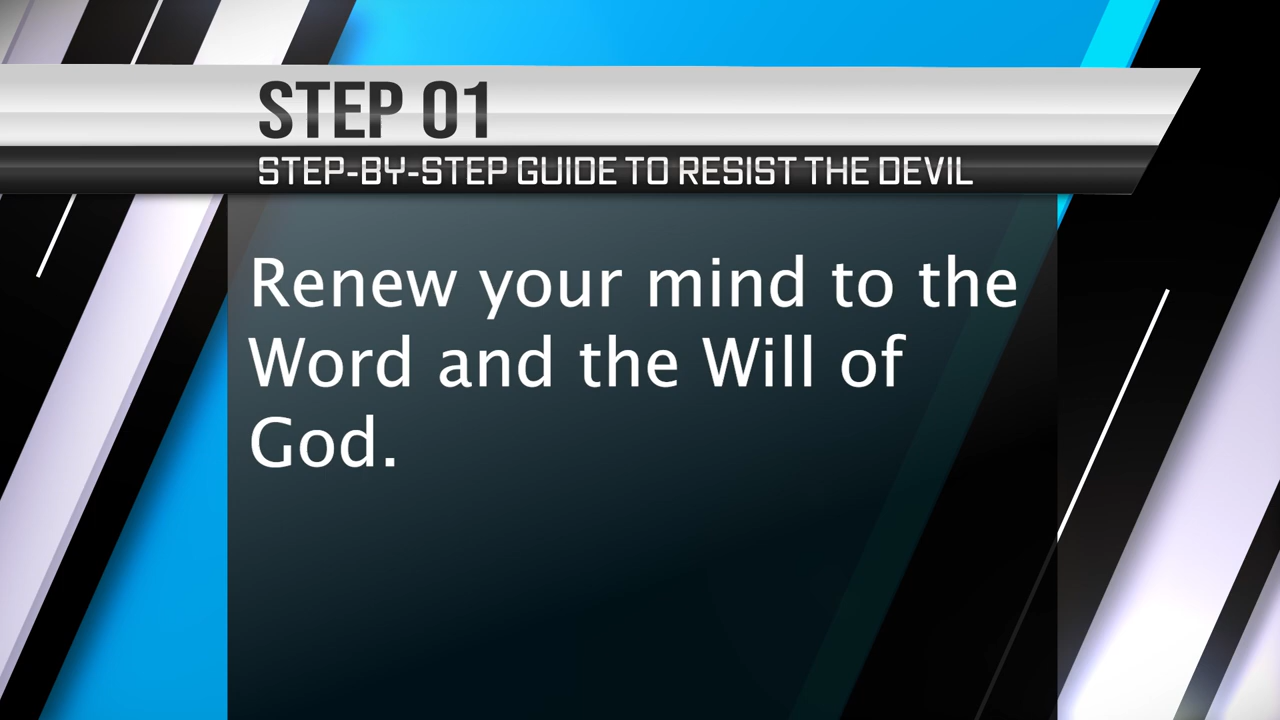 STEP 01
STEP-BY-STEP GUIDE TO RESIST THE DEVIL
Renew your mind to the
Word and the Will of
God.